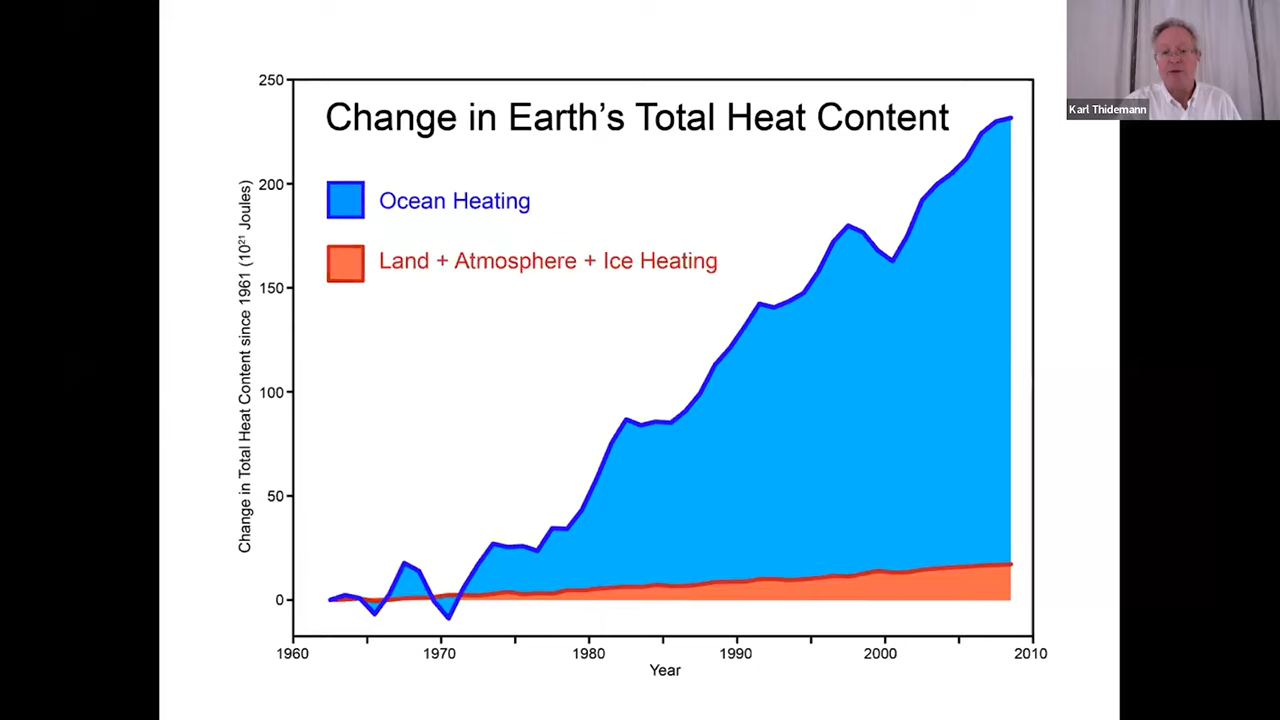 Karl Thidemann
Change in Earth's Total Heat Content
Ocean Heating
Land + Atmosphere + Ice Heating
Change in Total Heat Content since 1961 (10²¹ Joules)
250
200
150
100
50
0
1960 1970 1980 1990 2000 2010
Year